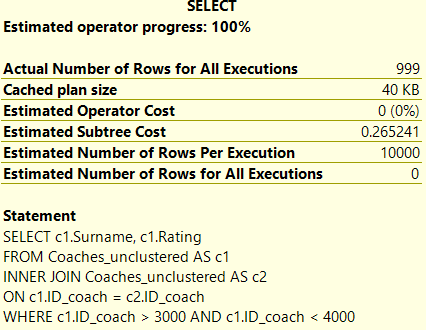 SELECT
Estimated operator progress: 100%
Actual Number of Rows for All Executions 999
Cached plan size 40 KB
Estimated Operator Cost 0 (0%)
Estimated Subtree Cost 0.265241
Estimated Number of Rows Per Execution 10000
Estimated Number of Rows for All Executions 0
Statement
SELECT c1.Surname, c1.Rating
FROM Coaches_unclustered AS c1
INNER JOIN Coaches_unclustered AS c2
ON c1.ID_coach = c2.ID_coach
WHERE c1.ID_coach > 3000 AND c1.ID_coach < 4000